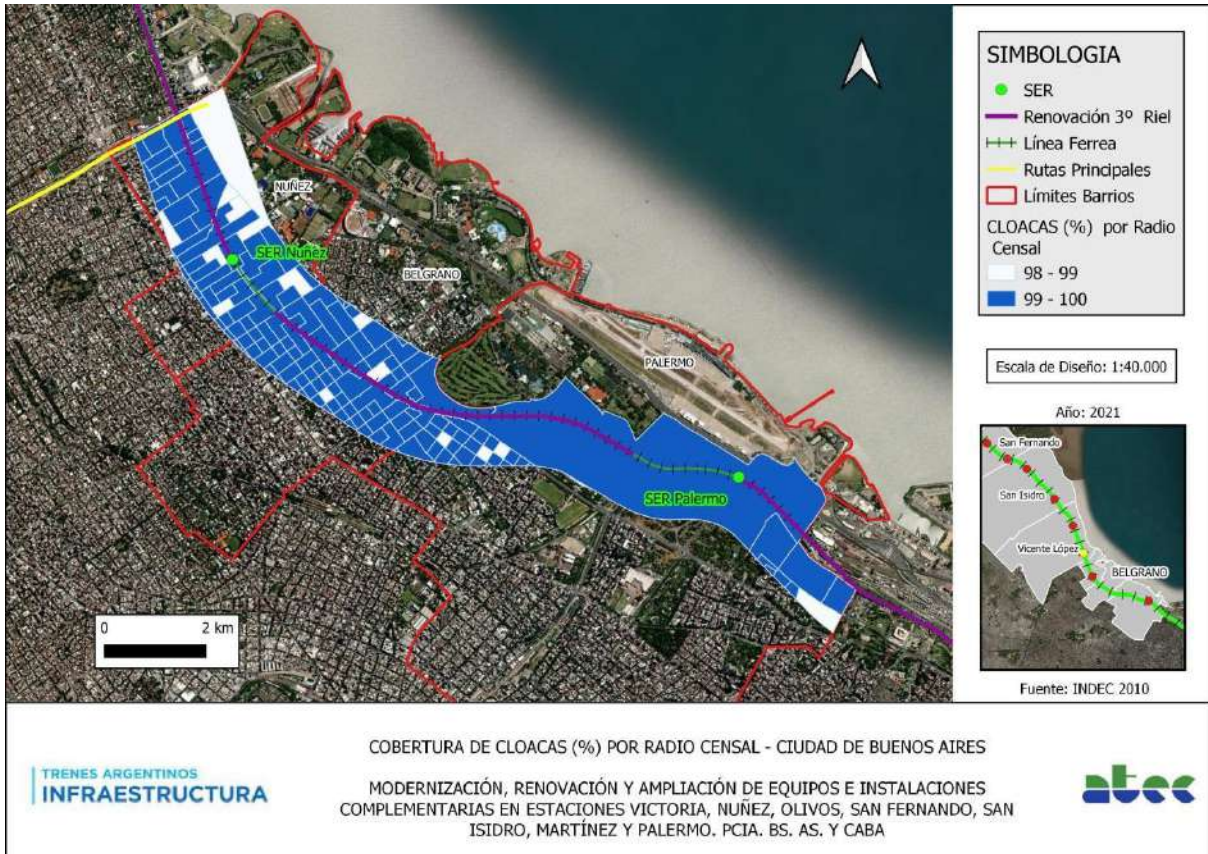 NUÑEZ
SER Nuñez
BELGRANO
PALERMO
SER Palermo
0 2 km
SIMBOLOGIA
SER
Renovación 3º Riel
Línea Ferrea
Rutas Principales
Límites Barrios
CLOACAS (%) por Radio
Censal
98 - 99
99 - 100
Escala de Diseño: 1:40.000
Año: 2021
San Fernando
San Isidro
Vicente López
BELGRANO
Fuente: INDEC 2010
TRENES ARGENTINOS
INFRAESTRUCTURA
COBERTURA DE CLOACAS (%) POR RADIO CENSAL - CIUDAD DE BUENOS AIRES
MODERNIZACIÓN, RENOVACIÓN Y AMPLIACIÓN DE EQUIPOS E INSTALACIONES
COMPLEMENTARIAS EN ESTACIONES VICTORIA, NUÑEZ, OLIVOS, SAN FERNANDO, SAN
ISIDRO, MARTÍNEZ Y PALERMO. PCIA. BS. AS. Y CABA
atec